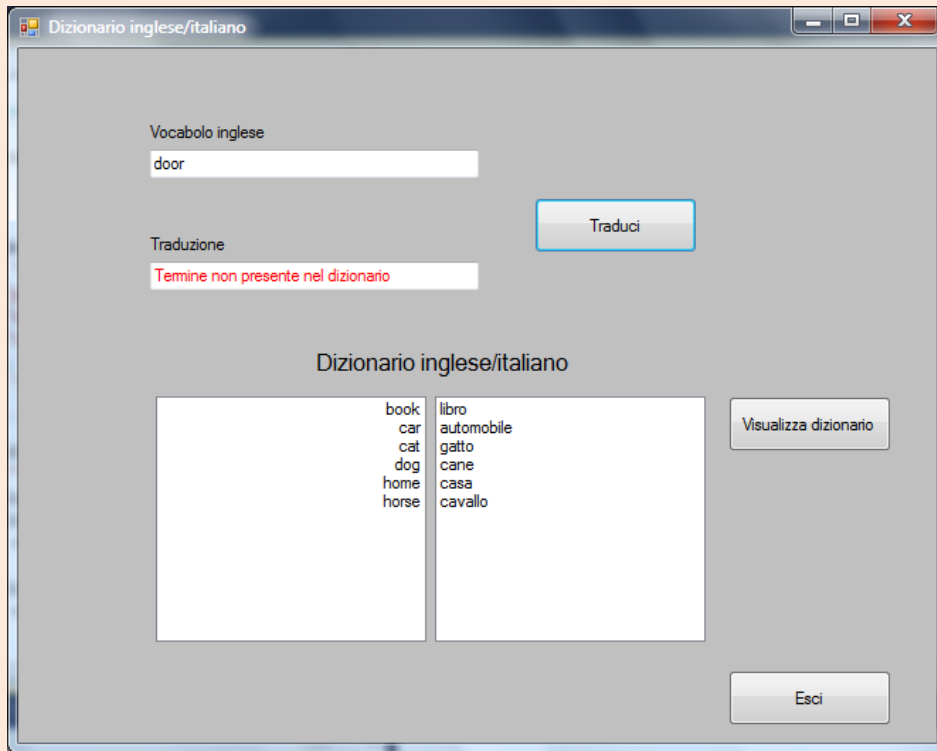 Dizionario inglese/italiano
Vocabolo inglese
door
Traduci
Traduzione
Termine non presente nel dizionario
Dizionario inglese/italiano
book libro
car automobile
cat gatto
dog cane
home casa
horse cavallo
Visualizza dizionario
Esci